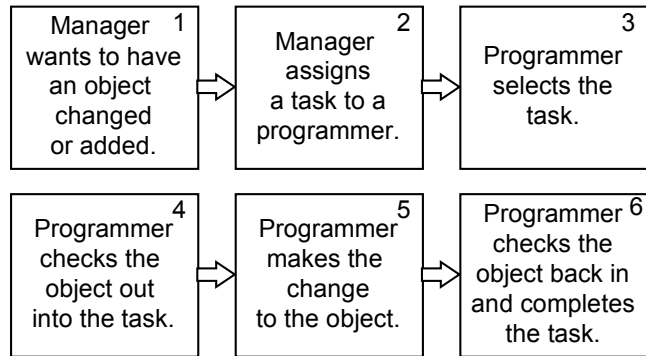 1
Manager
wants to have
an object
changed
or added.
2
Manager
assigns
a task to a
programmer.
3
Programmer
selects the
task.
4
Programmer
checks the
object out
into the task.
5
Programmer
makes the
change
to the object.
6
Programmer
checks the
object back in
and completes
the task.